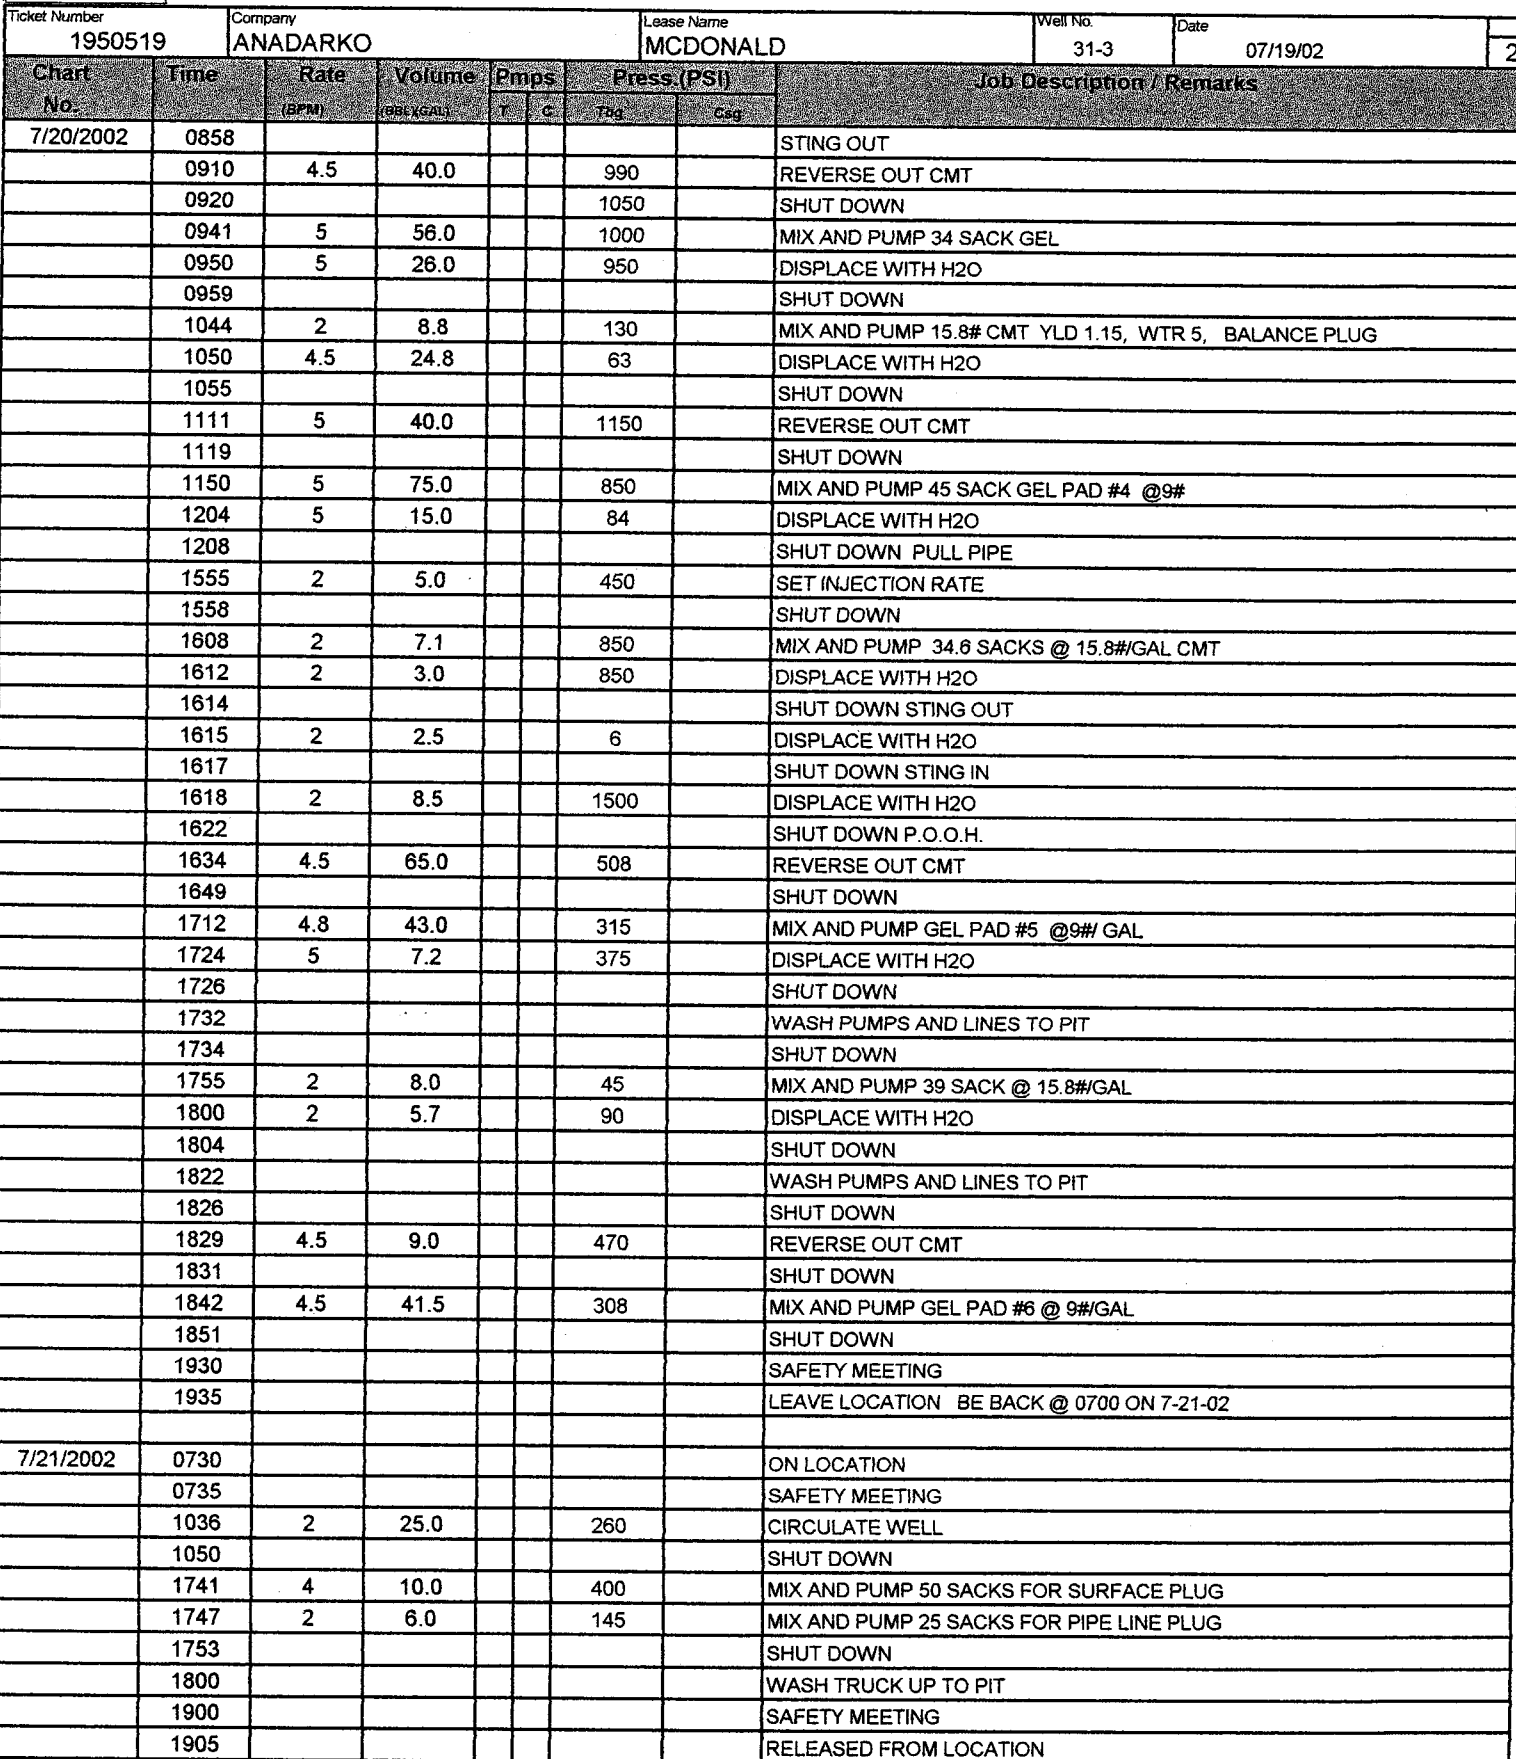 Ticket Number Company Lease Name Well No. Date
1950519 ANADARKO MCDONALD 31-3 07/19/02 2
Chart Time Rate Volume Pmps Press.(PSI) Job Description / Remarks
No. (BPM) (BBL)(GAL) T C Tbg Csg
7/20/2002 0858 STING OUT
0910 4.5 40.0 990 REVERSE OUT CMT
0920 1050 SHUT DOWN
0941 5 56.0 1000 MIX AND PUMP 34 SACK GEL
0950 5 26.0 950 DISPLACE WITH H2O
0959 SHUT DOWN
1044 2 8.8 130 MIX AND PUMP 15.8# CMT YLD 1.15, WTR 5, BALANCE PLUG
1050 4.5 24.8 63 DISPLACE WITH H2O
1055 SHUT DOWN
1111 5 40.0 1150 REVERSE OUT CMT
1119 SHUT DOWN
1150 5 75.0 850 MIX AND PUMP 45 SACK GEL PAD #4 @9#
1204 5 15.0 84 DISPLACE WITH H2O
1208 SHUT DOWN PULL PIPE
1555 2 5.0 450 SET INJECTION RATE
1558 SHUT DOWN
1608 2 7.1 850 MIX AND PUMP 34.6 SACKS @ 15.8#/GAL CMT
1612 2 3.0 850 DISPLACE WITH H2O
1614 SHUT DOWN STING OUT
1615 2 2.5 6 DISPLACE WITH H2O
1617 SHUT DOWN STING IN
1618 2 8.5 1500 DISPLACE WITH H2O
1622 SHUT DOWN P.O.O.H.
1634 4.5 65.0 508 REVERSE OUT CMT
1649 SHUT DOWN
1712 4.8 43.0 315 MIX AND PUMP GEL PAD #5 @9#/ GAL
1724 5 7.2 375 DISPLACE WITH H2O
1726 SHUT DOWN
1732 WASH PUMPS AND LINES TO PIT
1734 SHUT DOWN
1755 2 8.0 45 MIX AND PUMP 39 SACK @ 15.8#/GAL
1800 2 5.7 90 DISPLACE WITH H2O
1804 SHUT DOWN
1822 WASH PUMPS AND LINES TO PIT
1826 SHUT DOWN
1829 4.5 9.0 470 REVERSE OUT CMT
1831 SHUT DOWN
1842 4.5 41.5 308 MIX AND PUMP GEL PAD #6 @ 9#/GAL
1851 SHUT DOWN
1930 SAFETY MEETING
1935 LEAVE LOCATION BE BACK @ 0700 ON 7-21-02
7/21/2002 0730 ON LOCATION
0735 SAFETY MEETING
1036 2 25.0 260 CIRCULATE WELL
1050 SHUT DOWN
1741 4 10.0 400 MIX AND PUMP 50 SACKS FOR SURFACE PLUG
1747 2 6.0 145 MIX AND PUMP 25 SACKS FOR PIPE LINE PLUG
1753 SHUT DOWN
1800 WASH TRUCK UP TO PIT
1900 SAFETY MEETING
1905 RELEASED FROM LOCATION